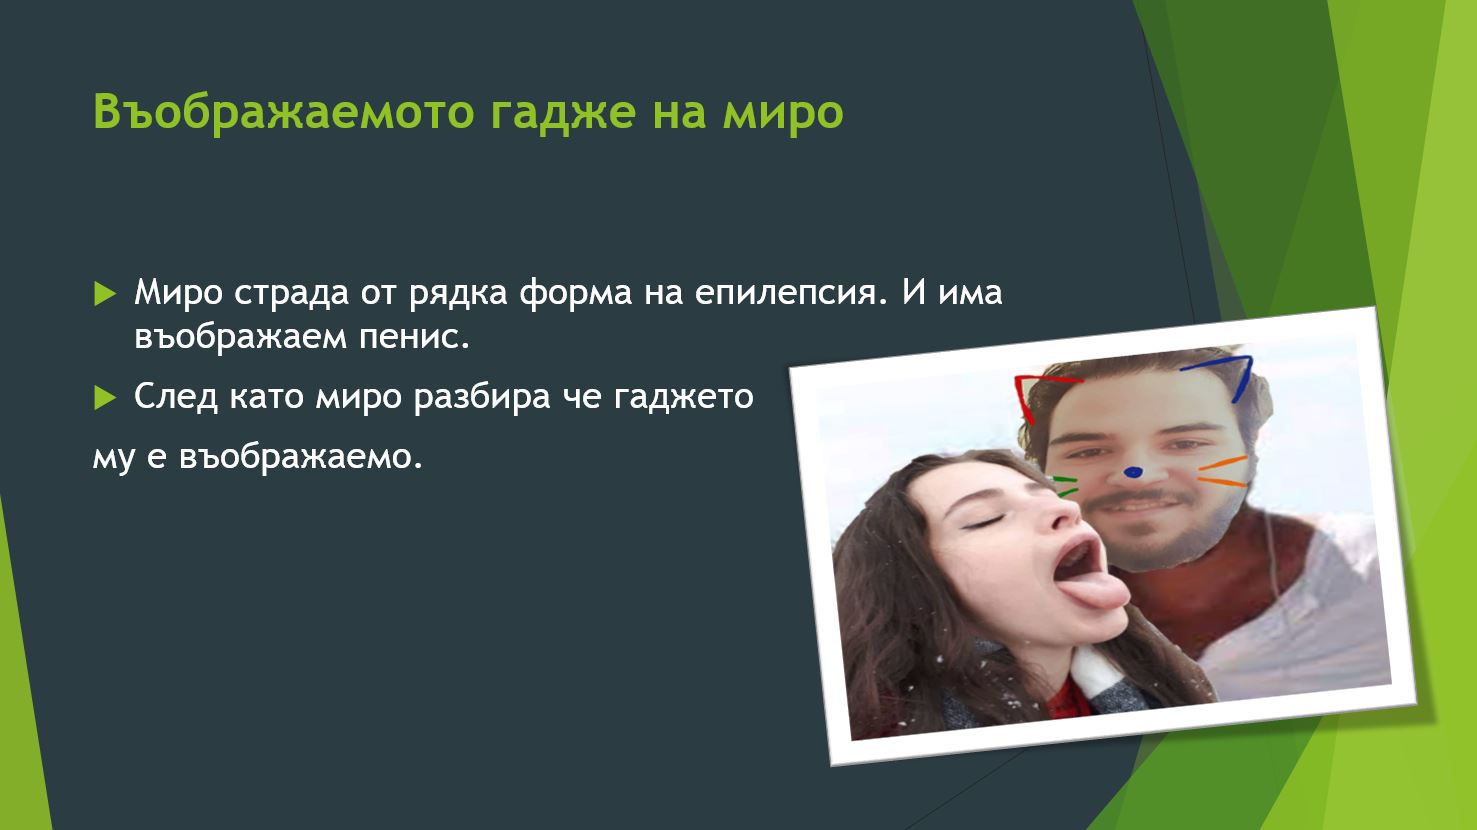 Въображаемото гадже на миро
Миро страда от рядка форма на епилепсия. И има
въображаем пенис.
След като миро разбира че гаджето
му е въображаемо.